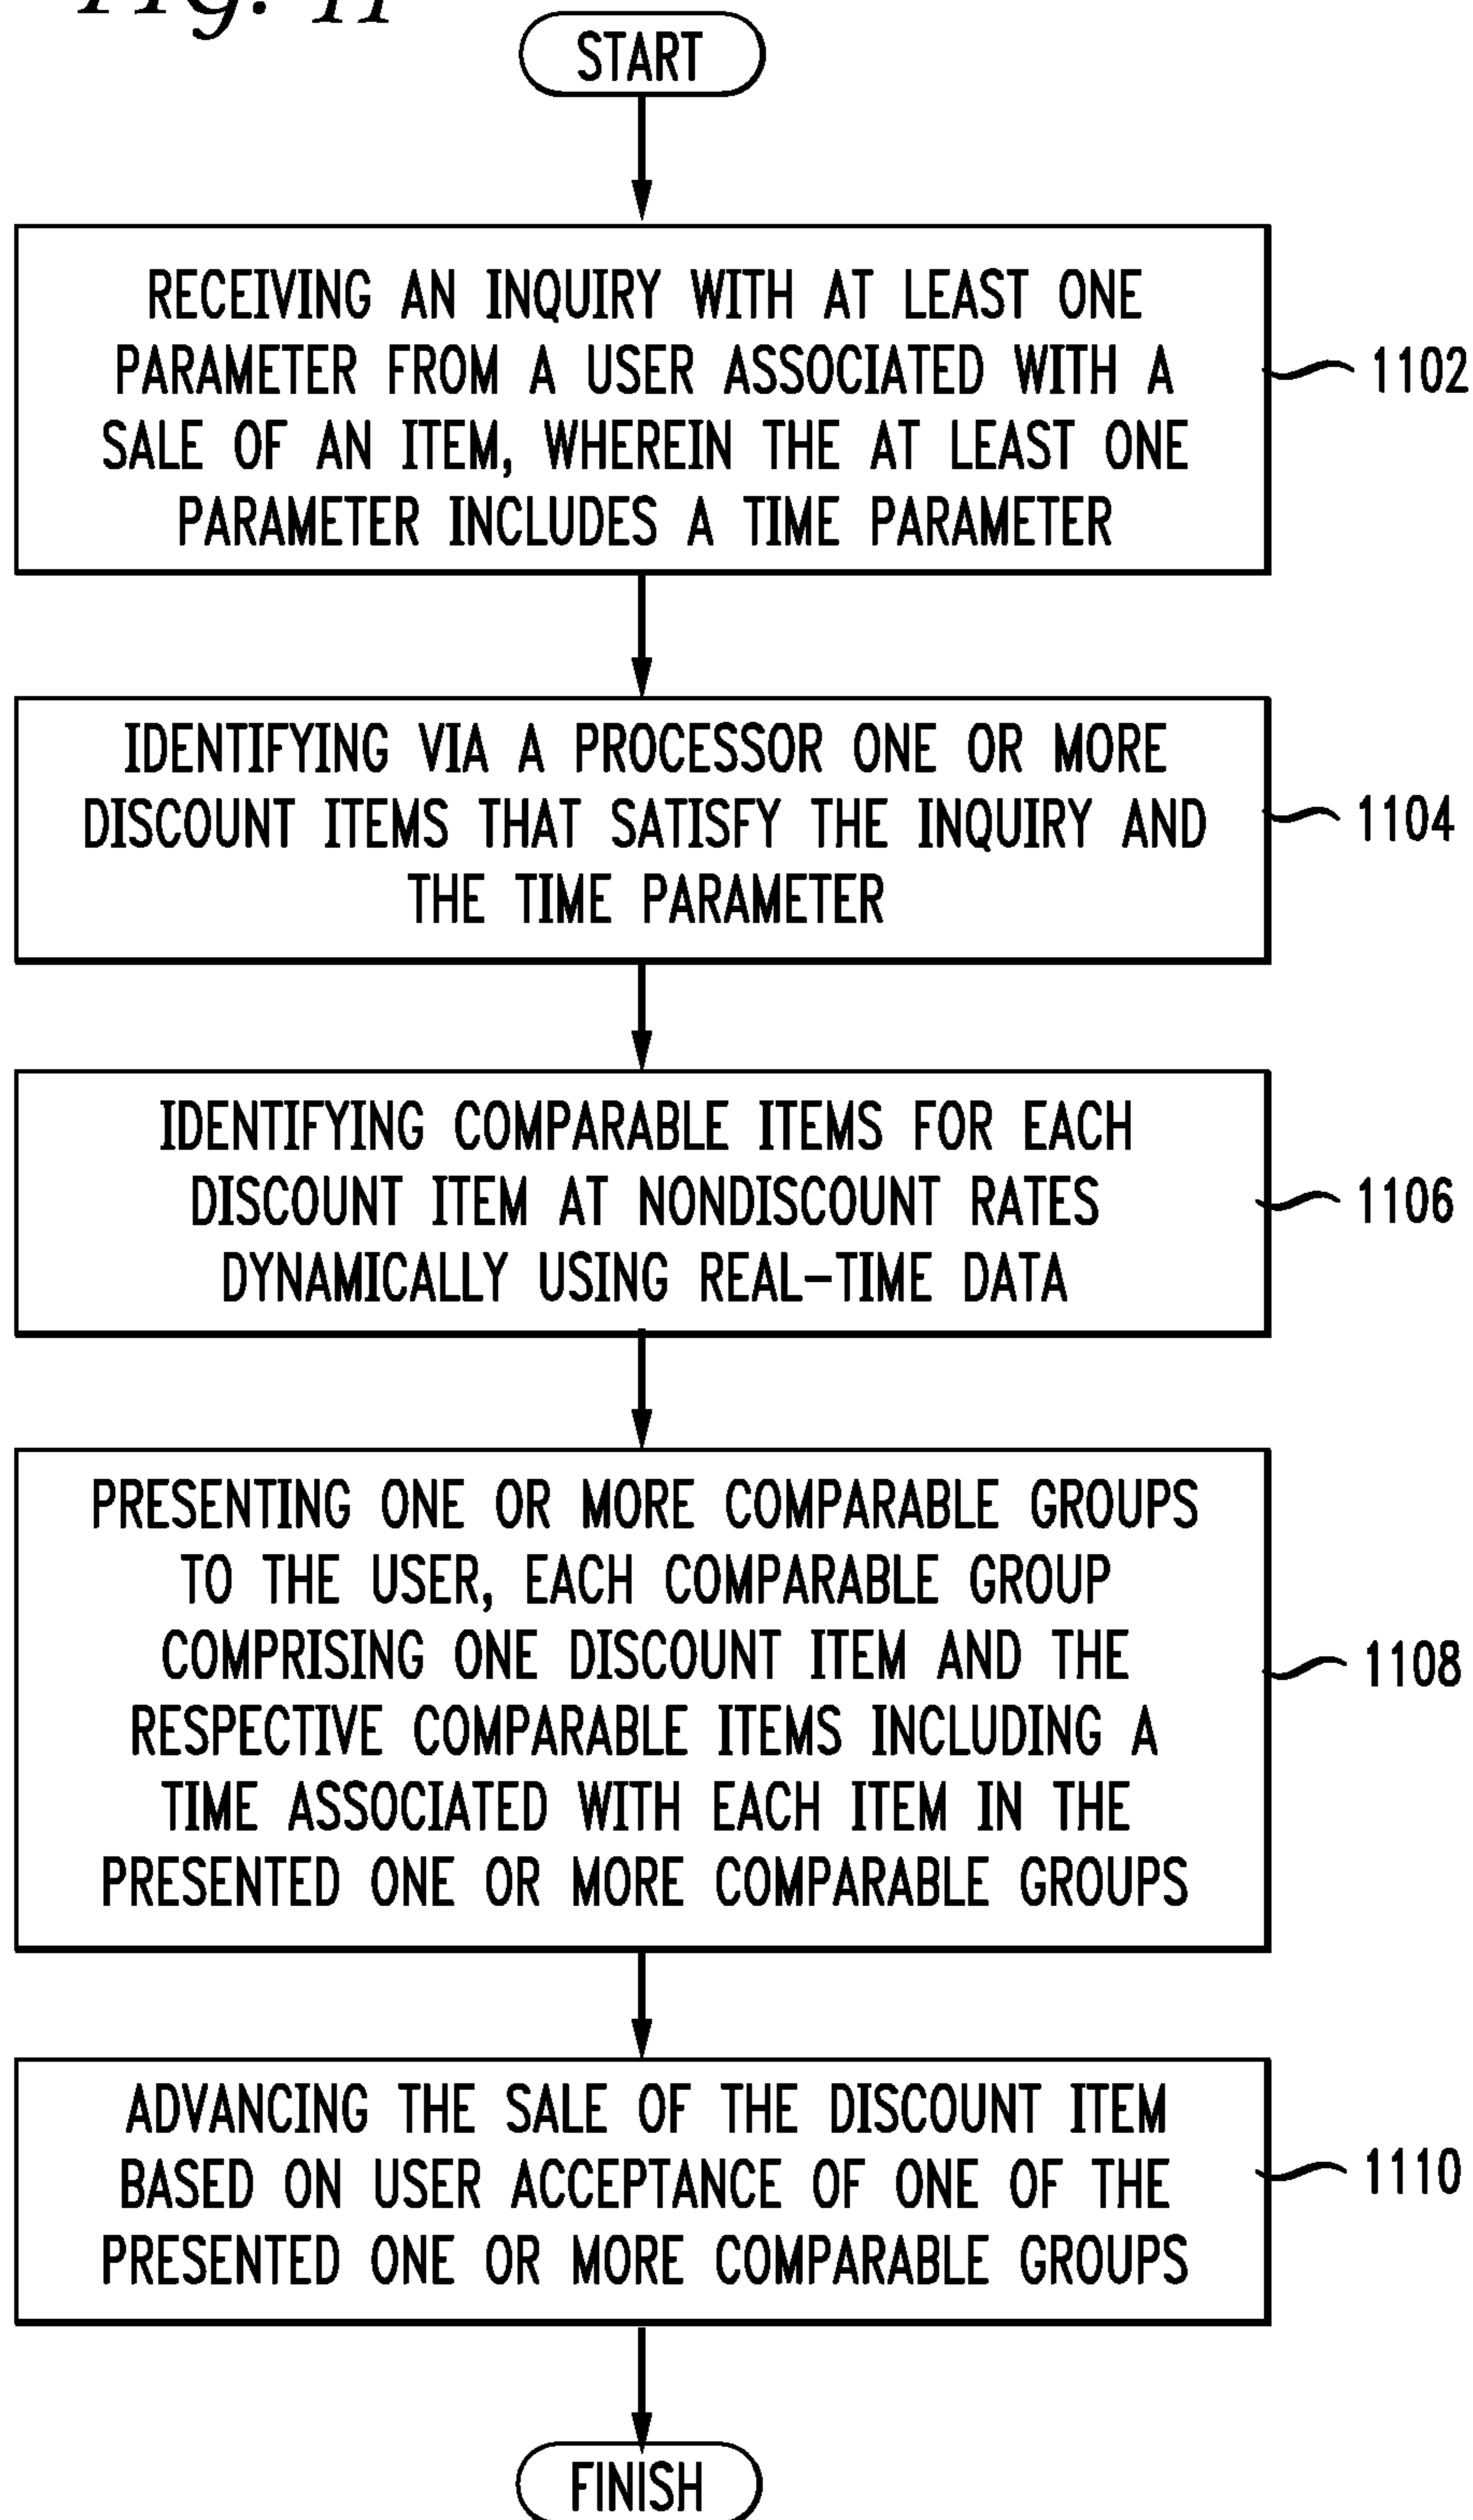 Fig. 11
START
RECEIVING AN INQUIRY WITH AT LEAST ONE
PARAMETER FROM A USER ASSOCIATED WITH A
SALE OF AN ITEM, WHEREIN THE AT LEAST ONE
PARAMETER INCLUDES A TIME PARAMETER
1102
IDENTIFYING VIA A PROCESSOR ONE OR MORE
DISCOUNT ITEMS THAT SATISFY THE INQUIRY AND
THE TIME PARAMETER
1104
IDENTIFYING COMPARABLE ITEMS FOR EACH
DISCOUNT ITEM AT NONDISCOUNT RATES
DYNAMICALLY USING REAL-TIME DATA
1106
PRESENTING ONE OR MORE COMPARABLE GROUPS
TO THE USER, EACH COMPARABLE GROUP
COMPRISING ONE DISCOUNT ITEM AND THE
RESPECTIVE COMPARABLE ITEMS INCLUDING A
TIME ASSOCIATED WITH EACH ITEM IN THE
PRESENTED ONE OR MORE COMPARABLE GROUPS
1108
ADVANCING THE SALE OF THE DISCOUNT ITEM
BASED ON USER ACCEPTANCE OF ONE OF THE
PRESENTED ONE OR MORE COMPARABLE GROUPS
1110
FINISH